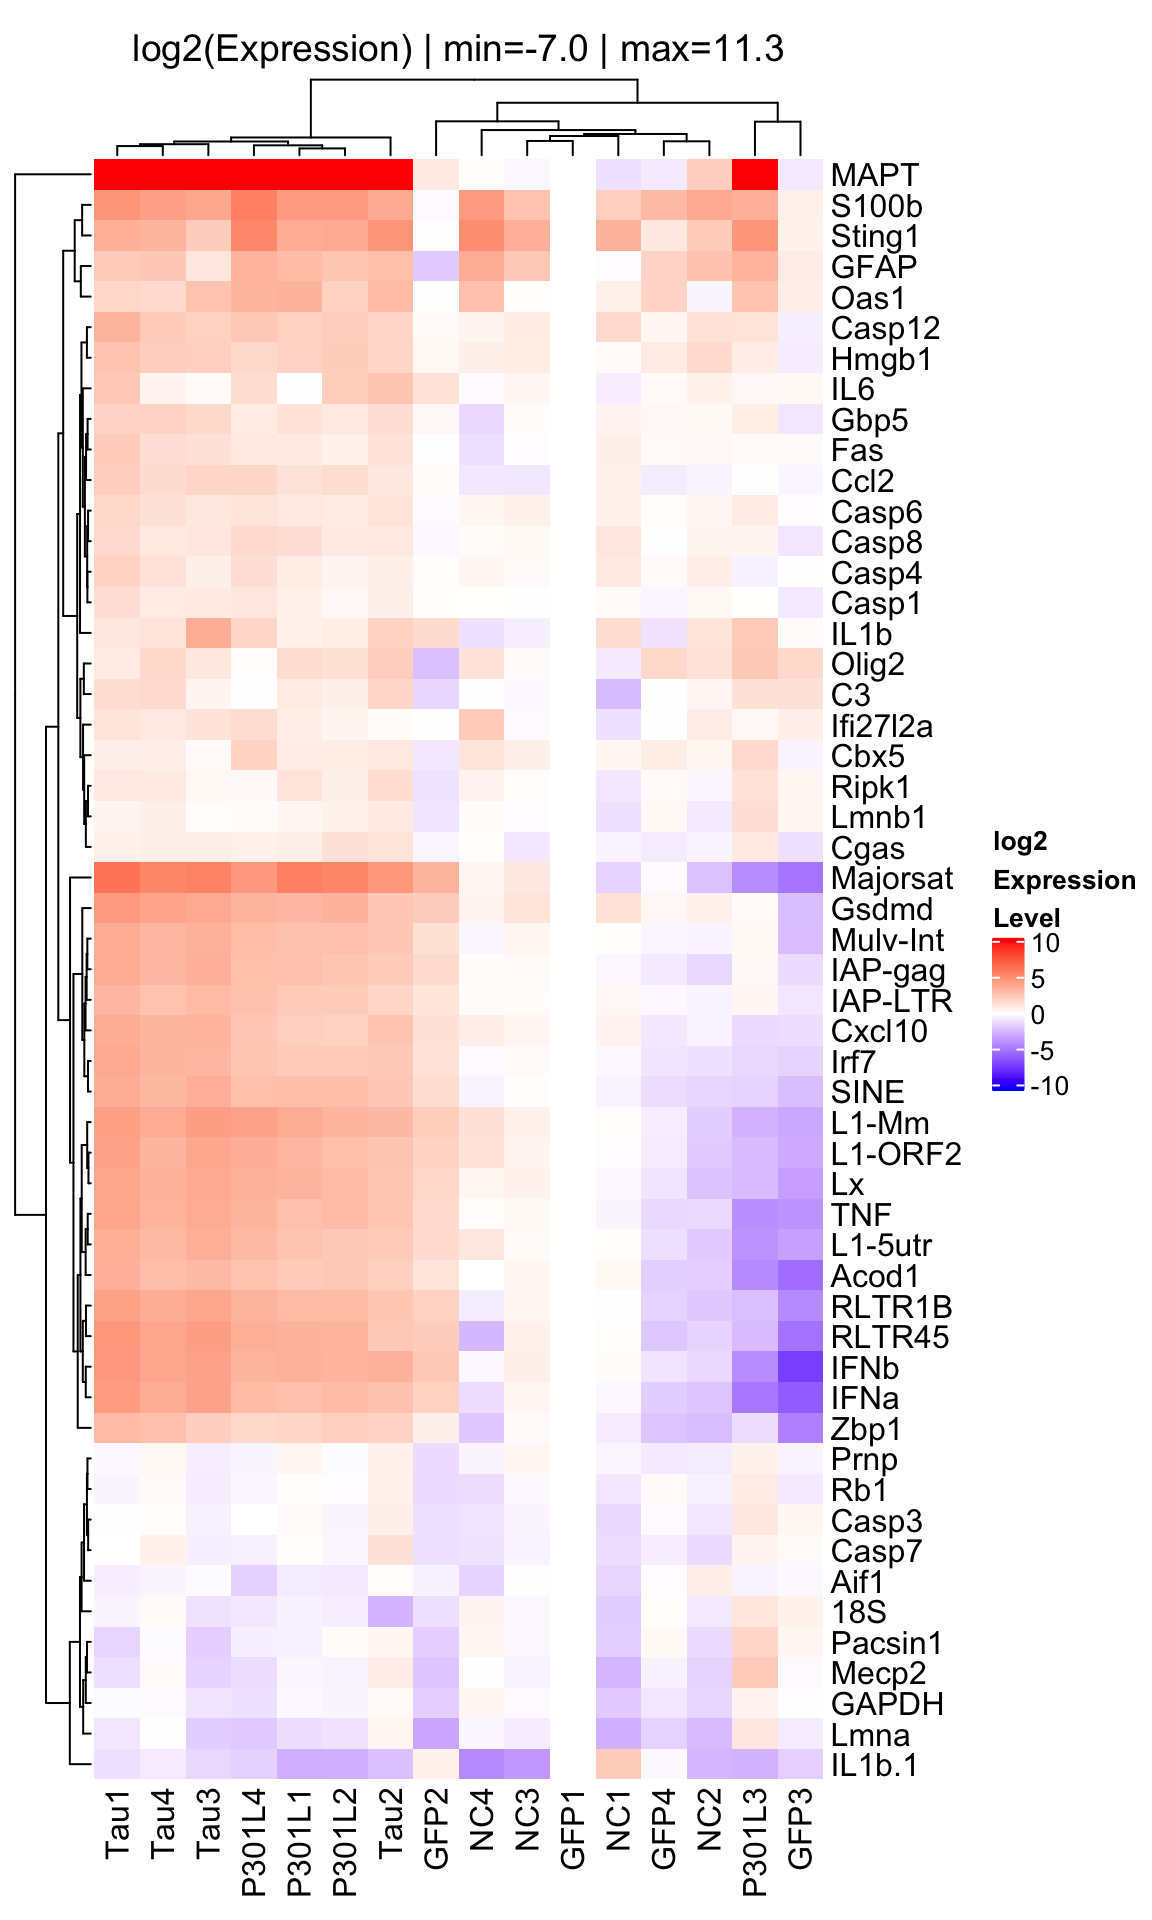 log2(Expression) | min=-7.0 | max=11.3
MAPT
S100b
Sting1
GFAP
Oas1
Casp12
Hmgb1
IL6
Gbp5
Fas
Ccl2
Casp6
Casp8
Casp4
Casp1
IL1b
Olig2
C3
Ifi27l2a
Cbx5
Ripk1
Lmnb1
Cgas
Majorsat
Gsdmd
Mulv-Int
IAP-gag
IAP-LTR
Cxcl10
Irf7
SINE
L1-Mm
L1-ORF2
Lx
TNF
L1-5utr
Acod1
RLTR1B
RLTR45
IFNb
IFNa
Zbp1
Prnp
Rb1
Casp3
Casp7
Aif1
18S
Pacsin1
Mecp2
GAPDH
Lmna
IL1b.1
log2
Expression
Level
10
5
0
-5
-10
Tau1
Tau4
Tau3
P301L4
P301L1
P301L2
Tau2
GFP2
NC4
NC3
GFP1
NC1
GFP4
NC2
P301L3
GFP3